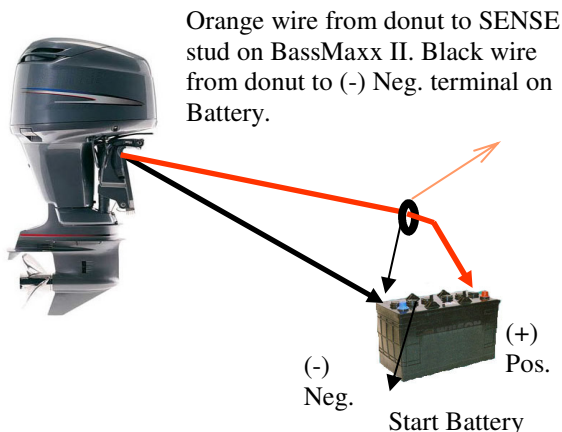 Orange wire from donut to SENSE
stud on BassMaxx II. Black wire
from donut to (-) Neg. terminal on
Battery.
(+)
Pos.
(-)
Neg.
Start Battery